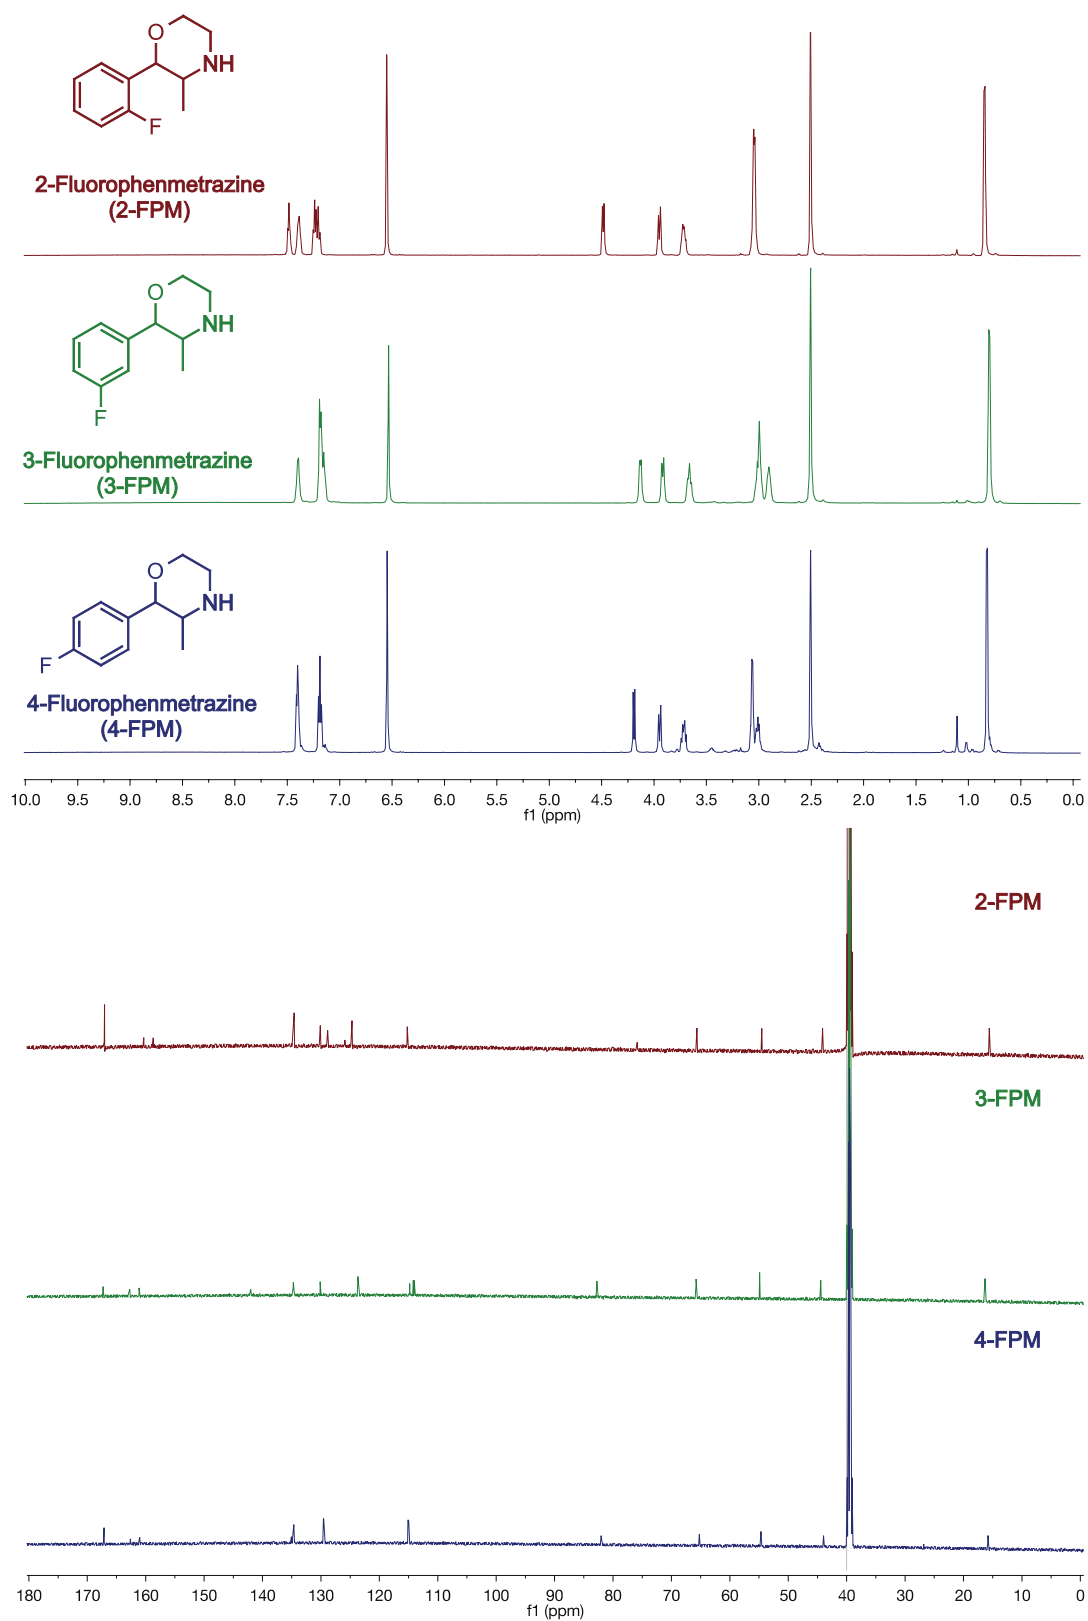 O
NH
F
2-Fluorophenmetrazine
(2-FPM)
O
NH
F
3-Fluorophenmetrazine
(3-FPM)
O
NH
F
4-Fluorophenmetrazine
(4-FPM)
10.0 9.5 9.0 8.5 8.0 7.5 7.0 6.5 6.0 5.5 5.0 4.5 4.0 3.5 3.0 2.5 2.0 1.5 1.0 0.5 0.0
f1 (ppm)
2-FPM
3-FPM
4-FPM
180 170 160 150 140 130 120 110 100 90 80 70 60 50 40 30 20 10 0
f1 (ppm)